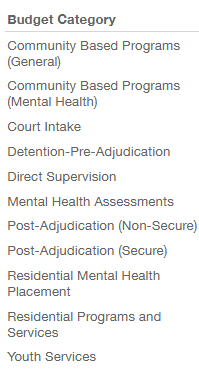 Budget Category
Community Based Programs
(General)
Community Based Programs
(Mental Health)
Court Intake
Detention-Pre-Adjudication
Direct Supervision
Mental Health Assessments
Post-Adjudication (Non-Secure)
Post-Adjudication (Secure)
Residential Mental Health
Placement
Residential Programs and
Services
Youth Services